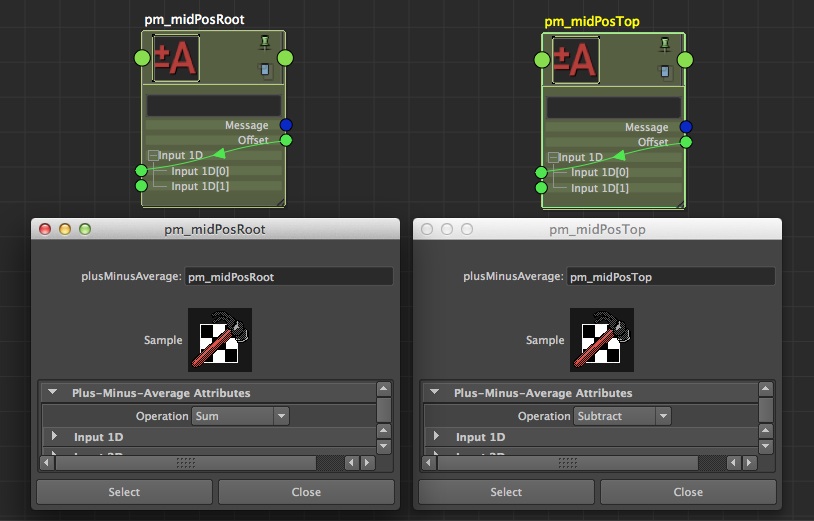 pm_midPosRoot
±A
Message
Offset
Input 1D
Input 1D[0]
Input 1D[1]
pm_midPosTop
±A
Message
Offset
Input 1D
Input 1D[0]
Input 1D[1]
pm_midPosRoot
plusMinusAverage: pm_midPosRoot
Sample
Plus-Minus-Average Attributes
Operation Sum
Input 1D
Select Close
pm_midPosTop
plusMinusAverage: pm_midPosTop
Sample
Plus-Minus-Average Attributes
Operation Subtract
Input 1D
Select Close